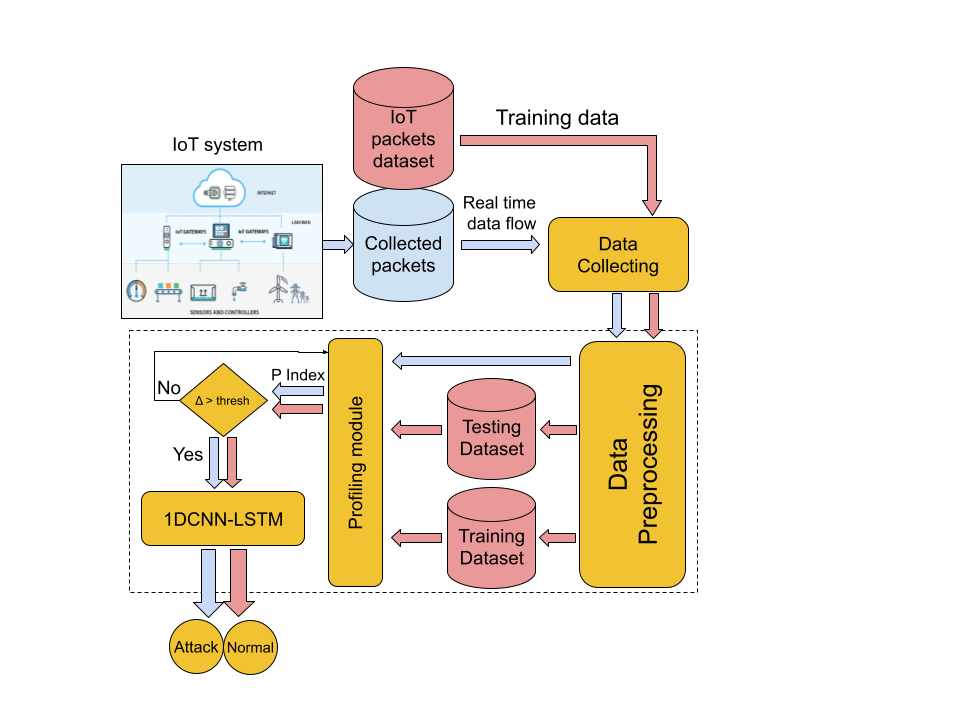 IoT
packets
dataset
Training data
IoT system
INTERNET
LAN/WAN
IoT GATEWAYS
IoT GATEWAYS
SENSORS AND CONTROLLERS
Collected
packets
Real time
data flow
Data
Collecting
No
Δ > thresh
P Index
Yes
Profiling module
Testing
Dataset
Training
Dataset
Data
Preprocessing
1DCNN-LSTM
Attack
Normal